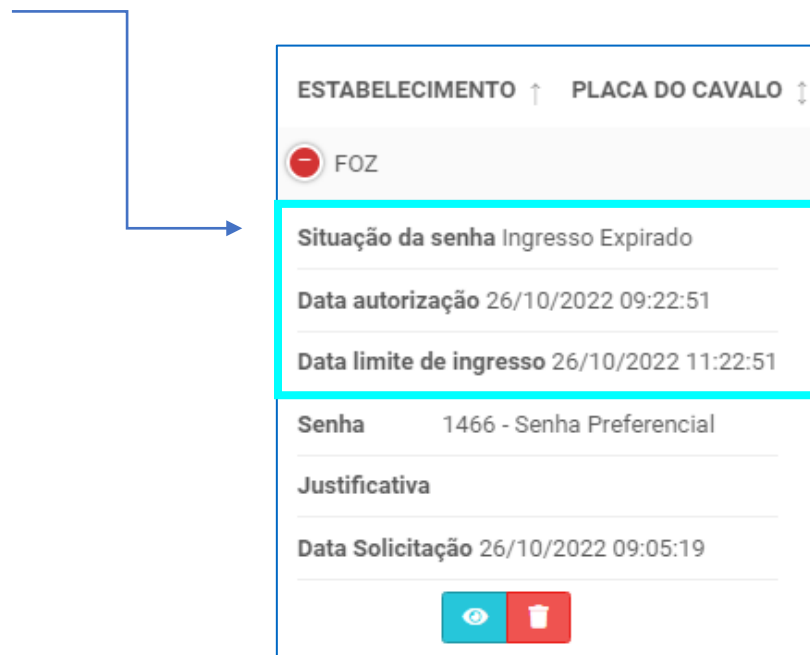 ESTABELECIMENTO ↑ PLACA DO CAVALO ↕
FOZ
Situação da senha Ingresso Expirado
Data autorização 26/10/2022 09:22:51
Data limite de ingresso 26/10/2022 11:22:51
Senha 1466 - Senha Preferencial
Justificativa
Data Solicitação 26/10/2022 09:05:19